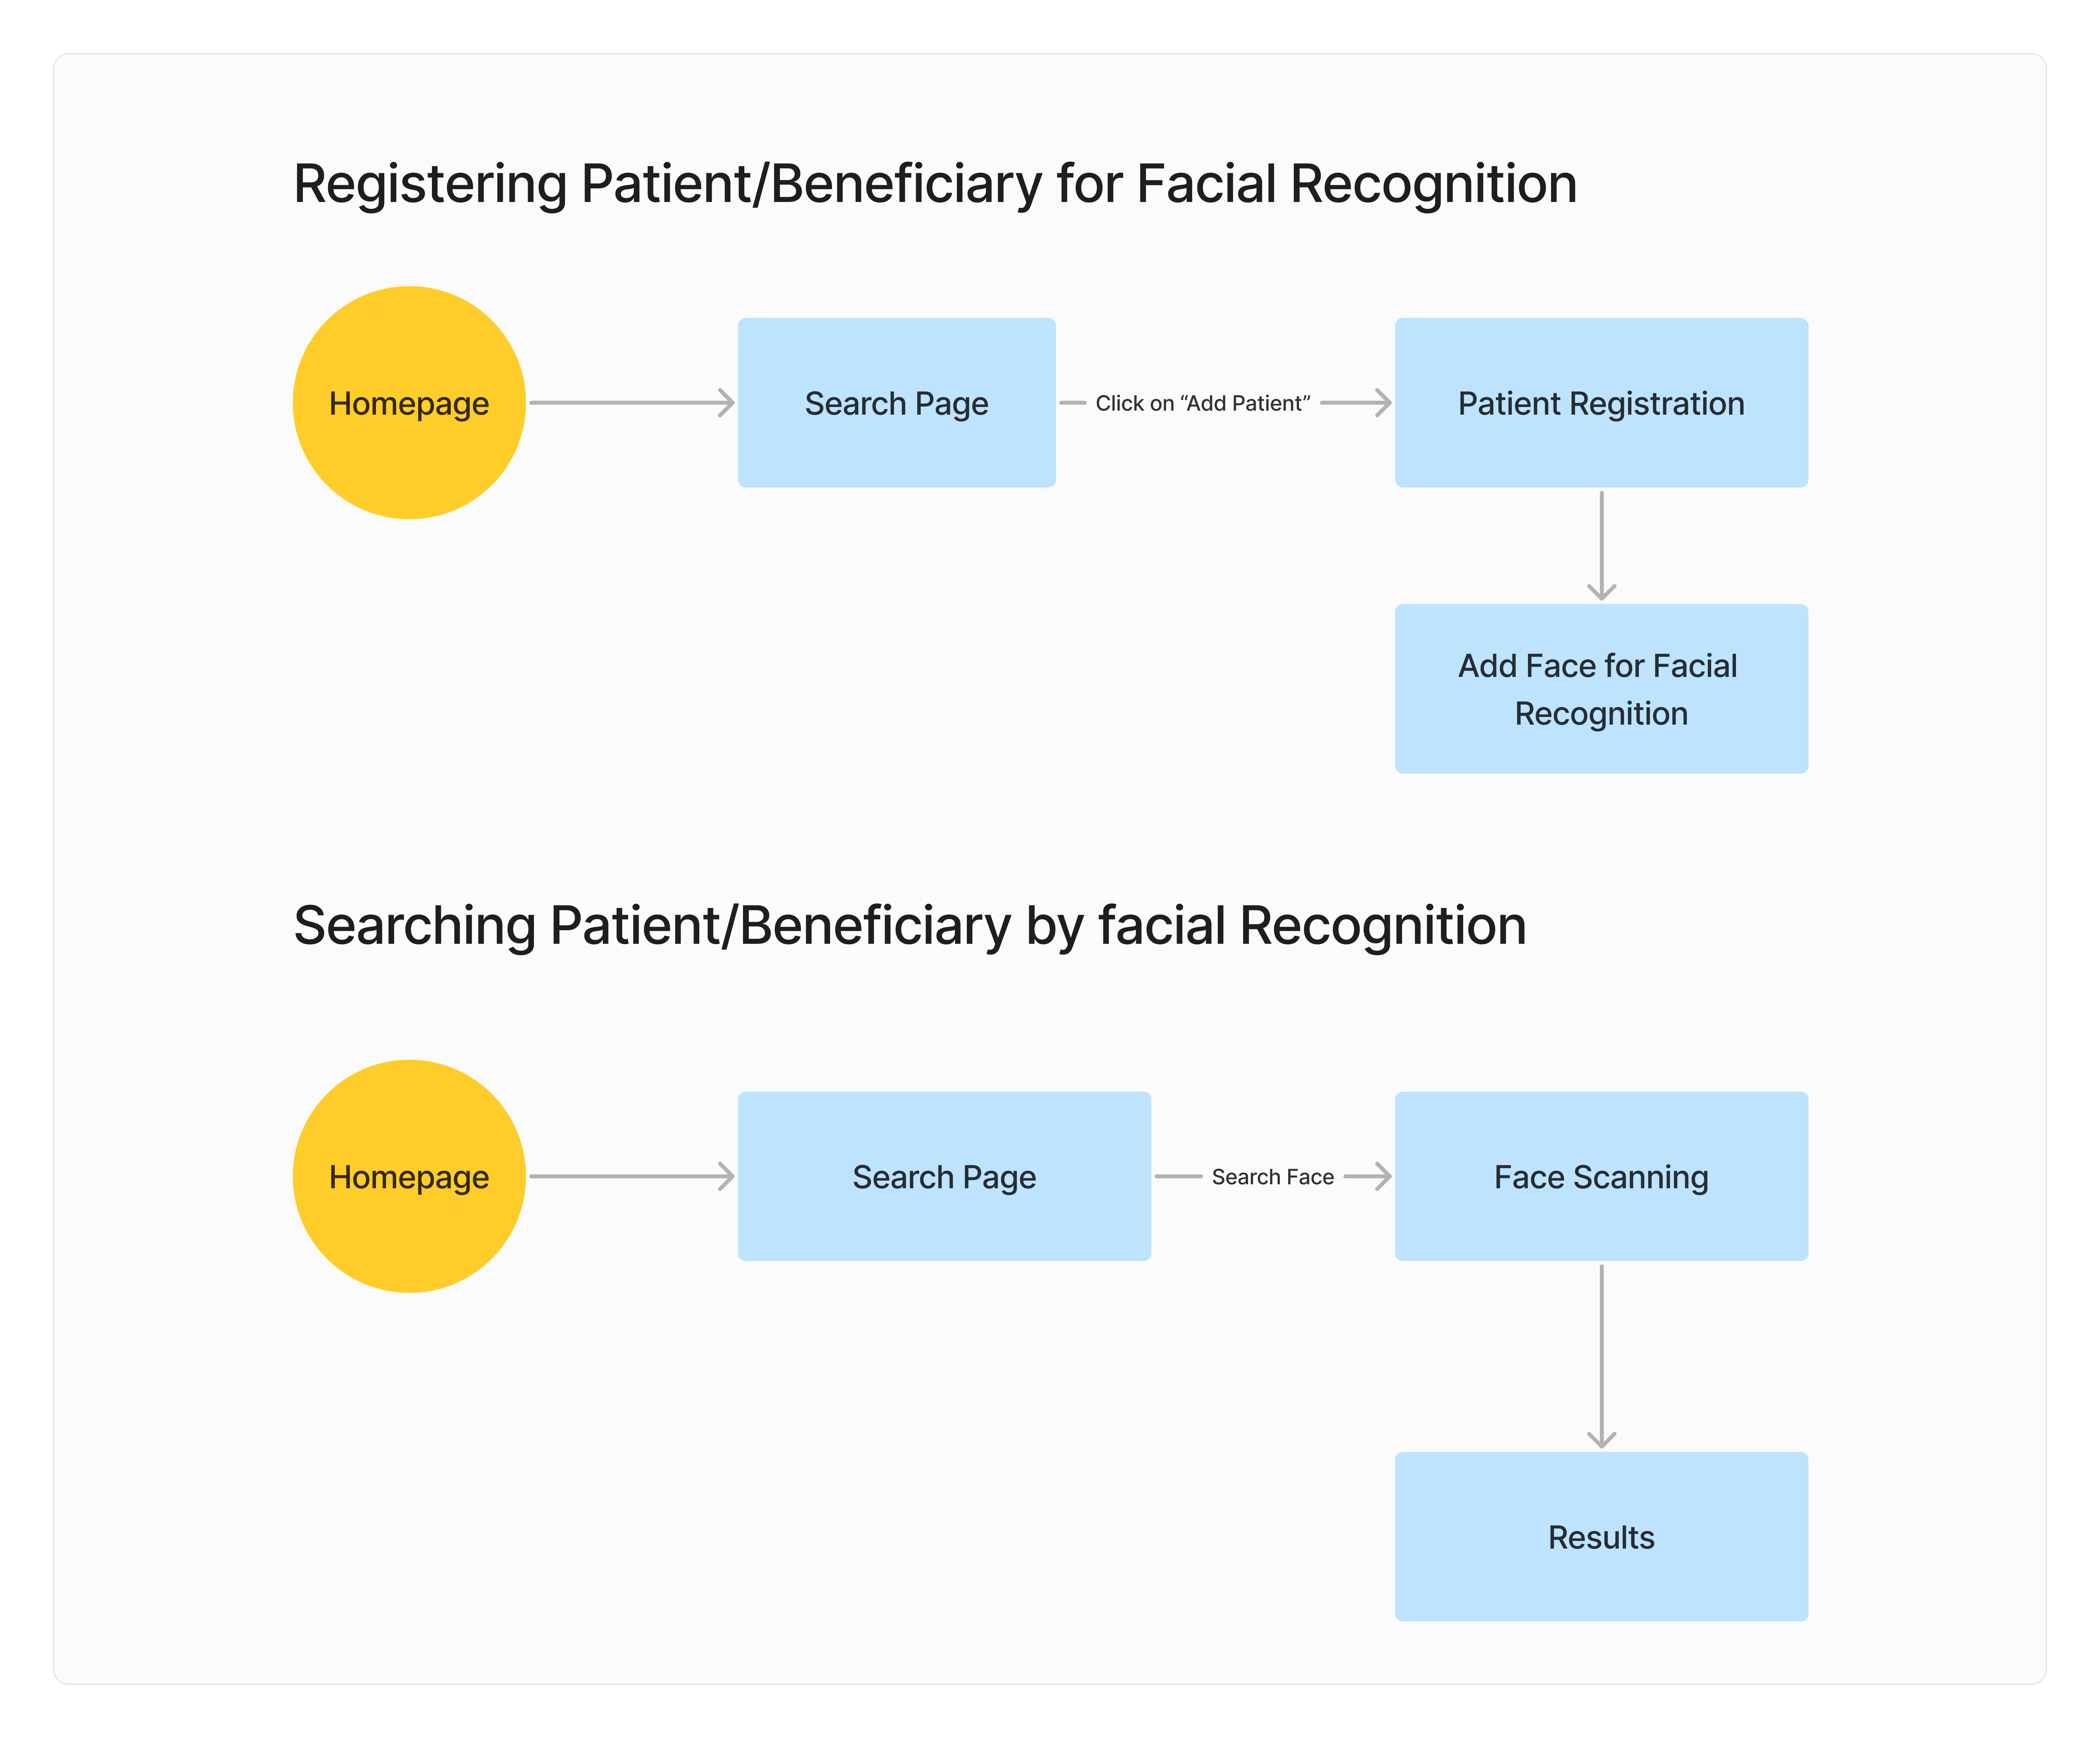 Registering Patient/Beneficiary for Facial Recognition
Homepage
Search Page
Click on “Add Patient”
Patient Registration
Add Face for Facial
Recognition
Searching Patient/Beneficiary by facial Recognition
Homepage
Search Page
Search Face
Face Scanning
Results